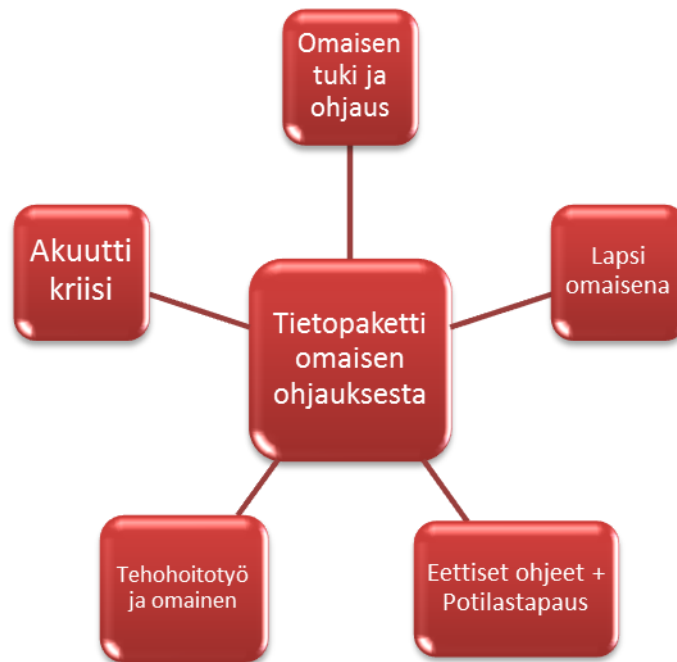 Omaisen
tuki ja
ohjaus
Akuutti
kriisi
Lapsi
omaisena
Tietopaketti
omaisen
ohjauksesta
Tehohoitotyö
ja omainen
Eettiset ohjeet +
Potilastapaus